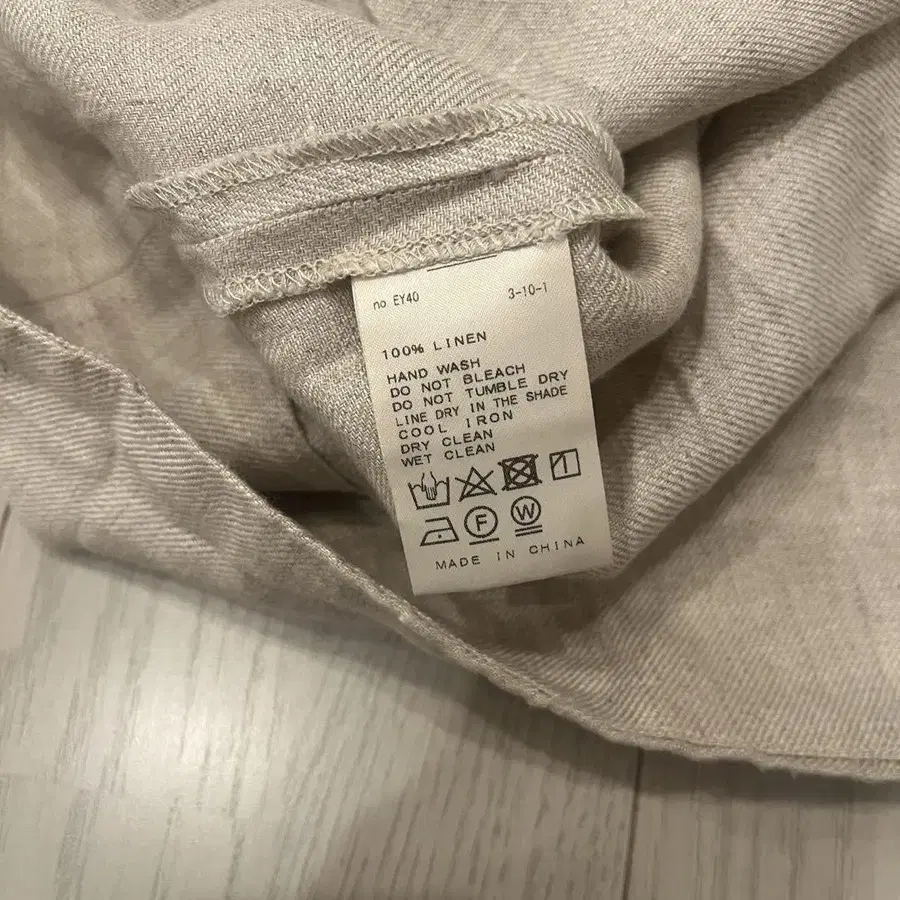 no EY40 3-10-1
100% LINEN
HAND WASH
DO NOT BLEACH
DO NOT TUMBLE DRY
LINE DRY IN THE SHADE
COOL IRON
DRY CLEAN
WET CLEAN
F W
MADE IN CHINA